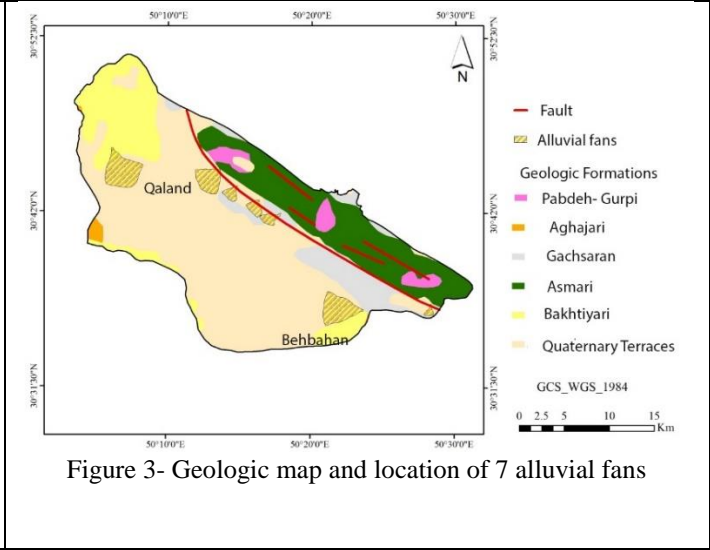 50°10'0"E 50°20'0"E 50°30'0"E
30°52'30"N 30°52'30"N
N
Fault
Alluvial fans
Geologic Formations
Pabdeh- Gurpi
Aghajari
Gachsaran
Asmari
Bakhtiyari
Quaternary Terraces
Qaland
30°42'0"N 30°42'0"N
Behbahan
30°31'30"N 30°31'30"N
GCS_WGS_1984
0 2.5 5 10 15
Km
50°10'0"E 50°20'0"E 50°30'0"E
Figure 3- Geologic map and location of 7 alluvial fans